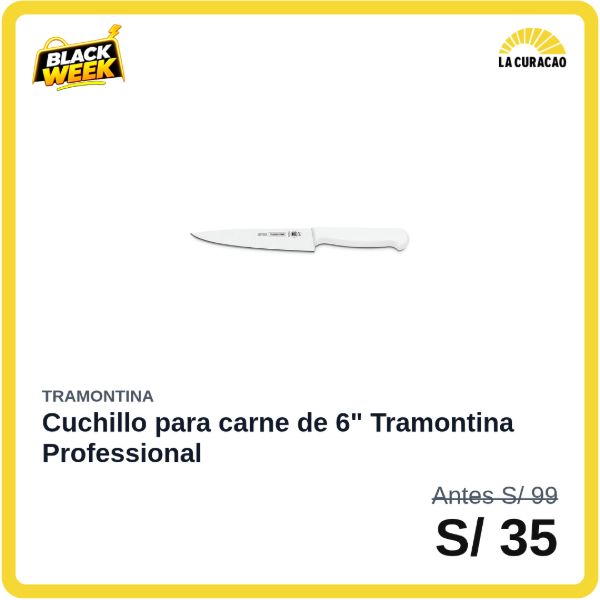 BLACK
WEEK
LA CURACAO
TRAMONTINA
Cuchillo para carne de 6" Tramontina
Professional
Antes S/ 99
S/ 35